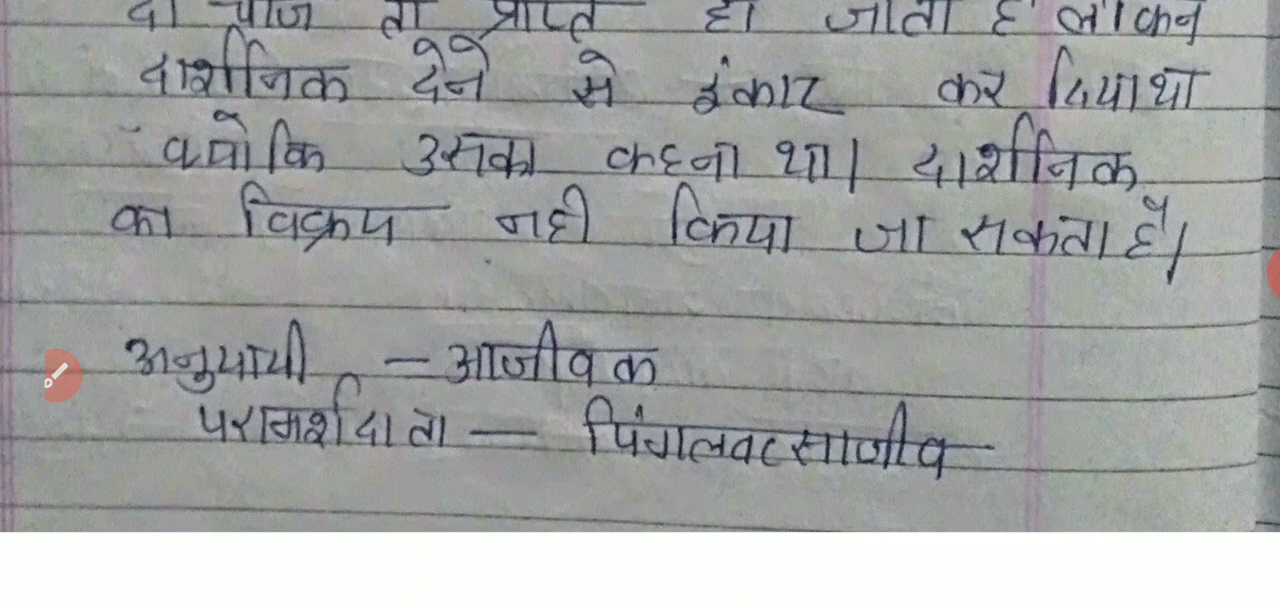 दो चीज तो प्राप्त हो जाता है लेकिन
दार्शनिक देने से इंकार कर दिया था
क्योकि उसका कहना था। दार्शनिक
का विक्रय नही किया जा सकता है।
अनुयायी – आजीवक
परामर्शदाता — पिंगलवत्साजीव